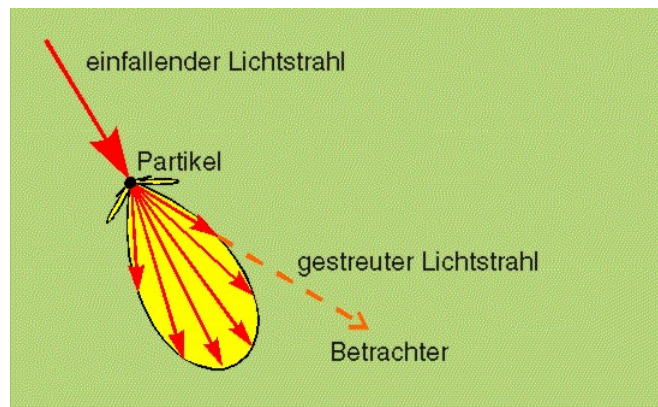 einfallender Lichtstrahl
Partikel
gestreuter Lichtstrahl
Betrachter